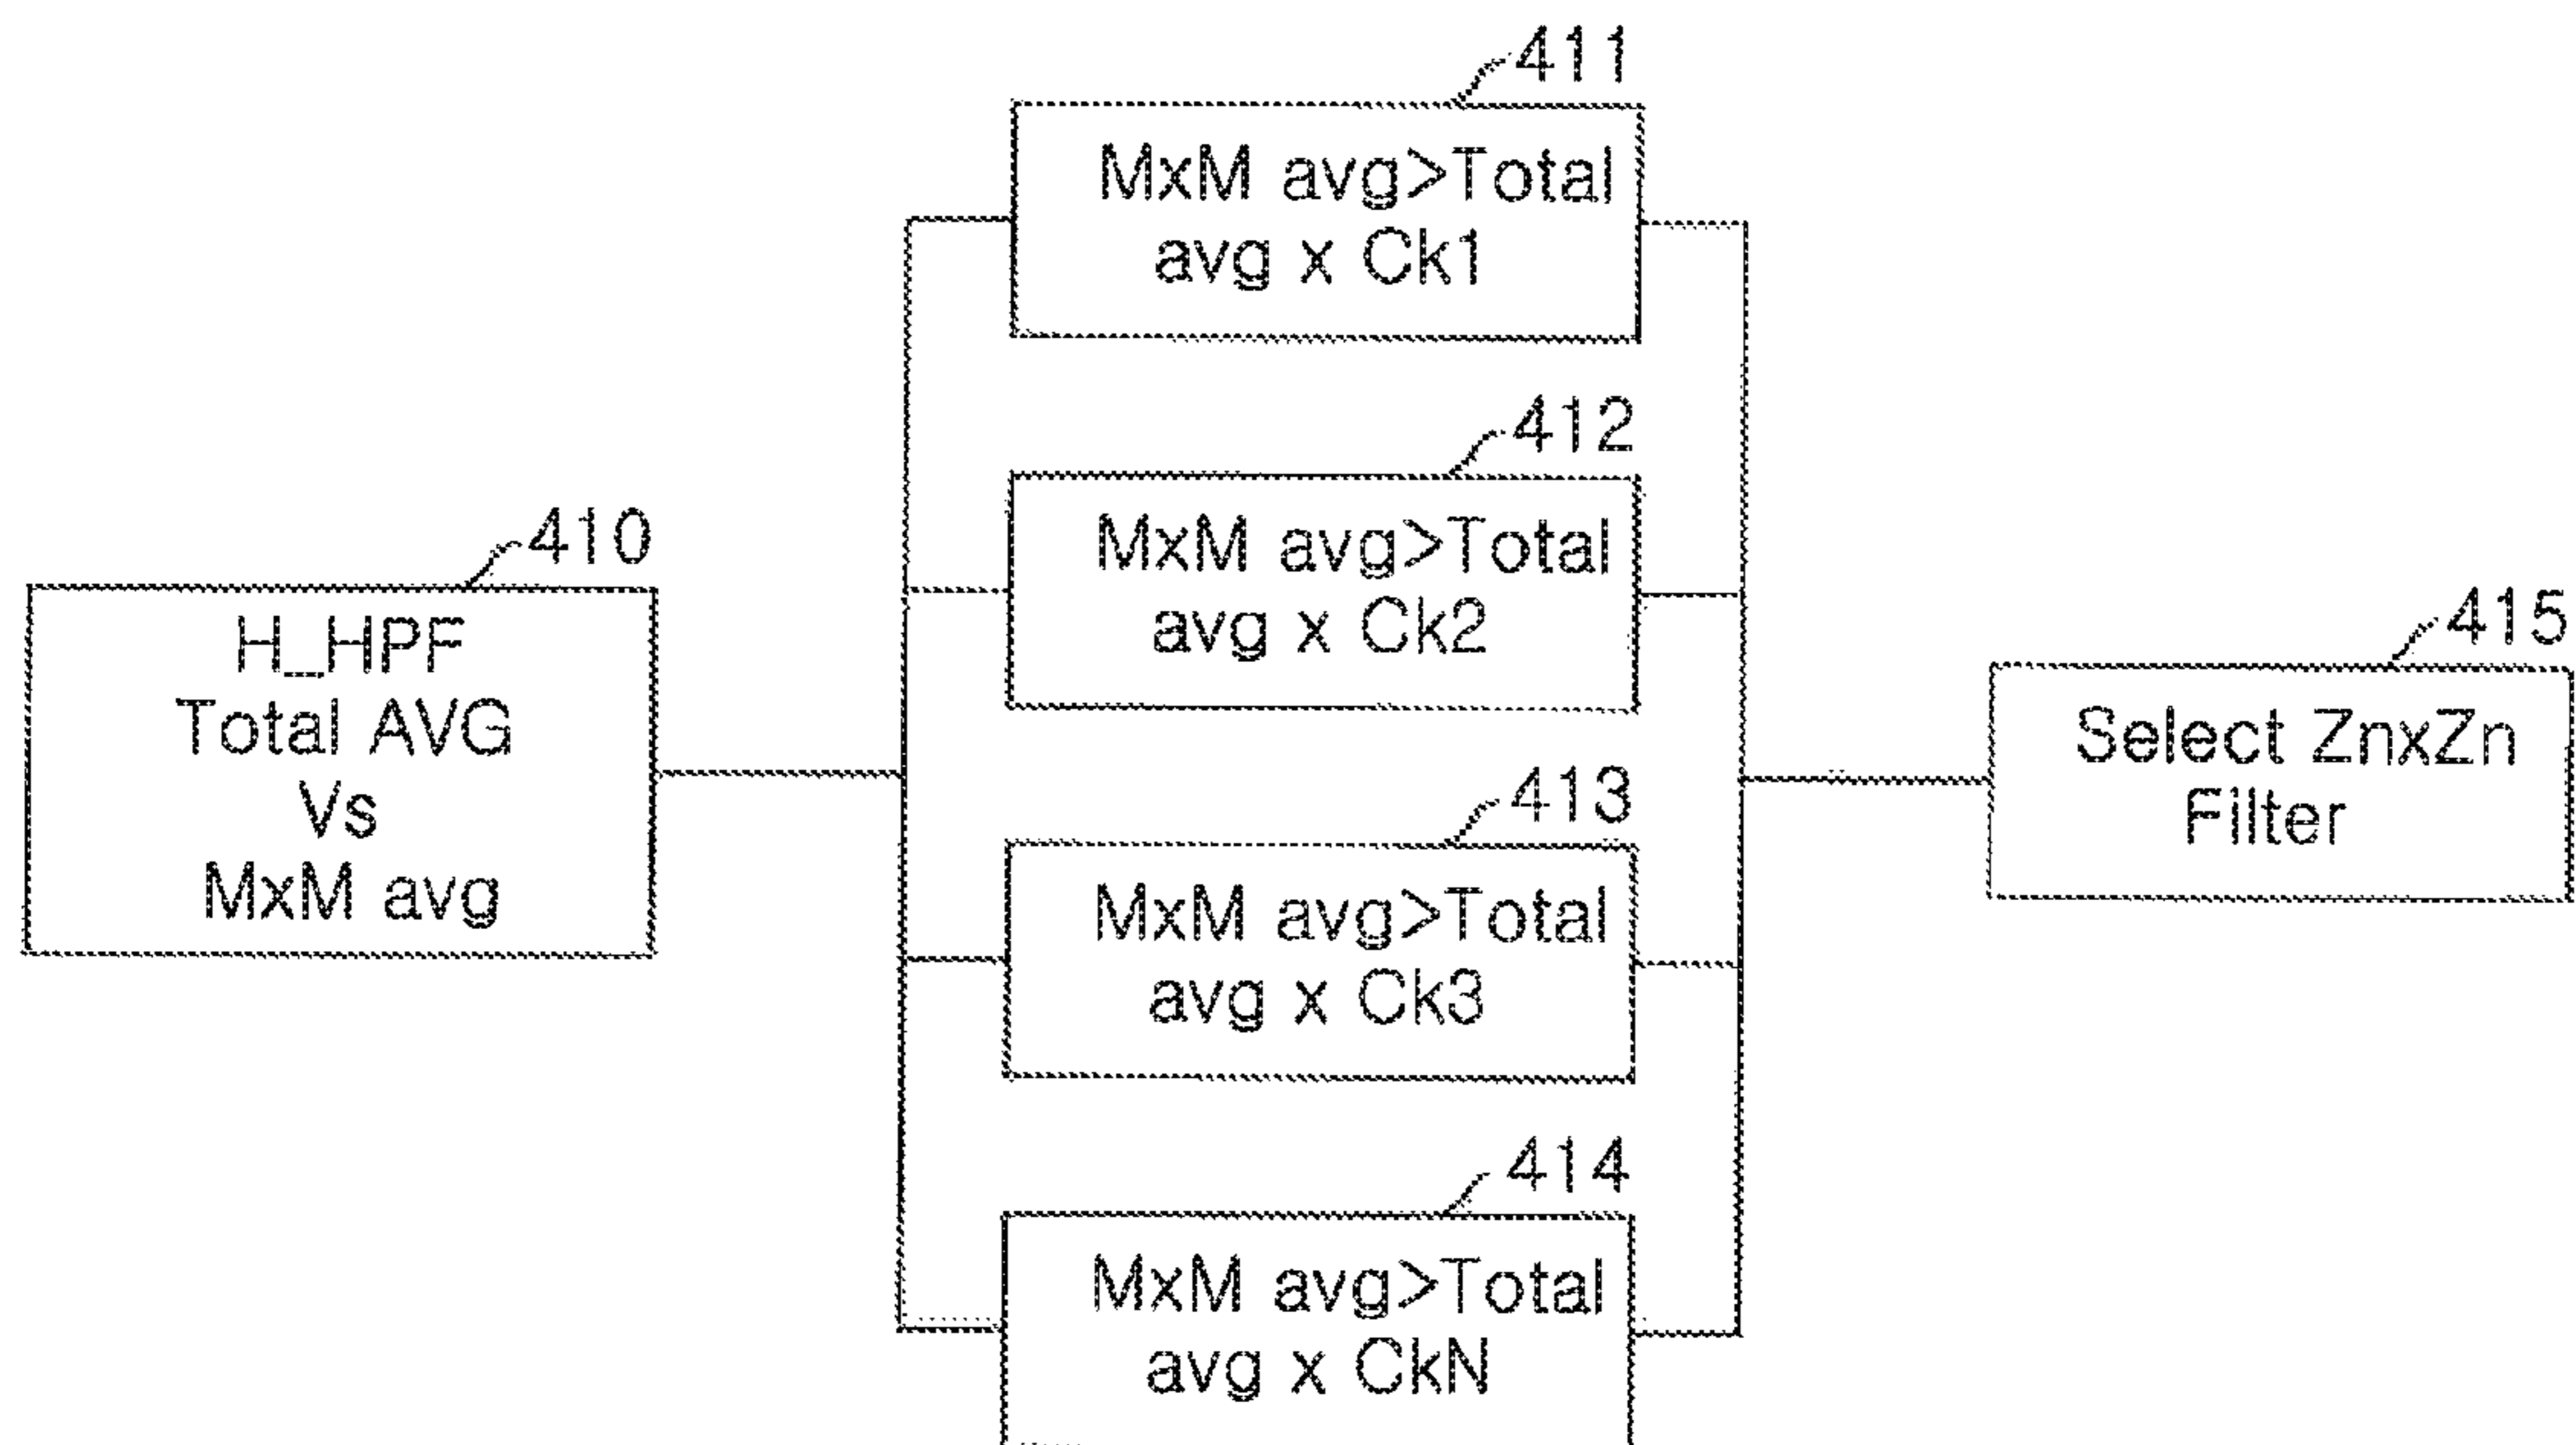 410
H_HPF
Total AVG
Vs
MxM avg
411
MxM avg>Total
avg x Ck1
412
MxM avg>Total
avg x Ck2
413
MxM avg>Total
avg x Ck3
414
MxM avg>Total
avg x CkN
415
Select ZnxZn
Filter